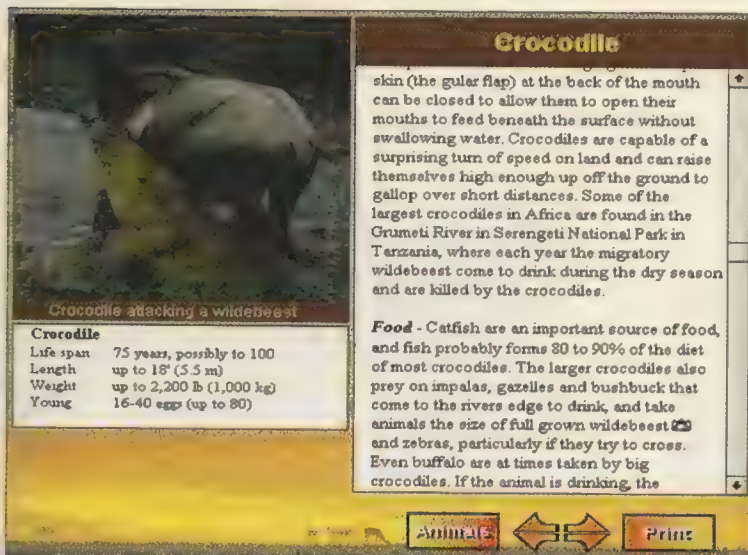 Crocodile
skin (the gular flap) at the back of the mouth
can be closed to allow them to open their
mouths to feed beneath the surface without
swallowing water. Crocodiles are capable of a
surprising turn of speed on land and can raise
themselves high enough up off the ground to
gallop over short distances. Some of the
largest crocodiles in Africa are found in the
Grumeti River in Serengeti National Park in
Tanzania, where each year the migratory
wildebeest come to drink during the dry season
and are killed by the crocodiles.
Food - Catfish are an important source of food,
and fish probably forms 80 to 90% of the diet
of most crocodiles. The larger crocodiles also
prey on impalas, gazelles and bushbuck that
come to the rivers edge to drink, and take
animals the size of full grown wildebeest
and zebras, particularly if they try to cross.
Even buffalo are at times taken by big
crocodiles. If the animal is drinking, the
Crocodile attacking a wildebeest
Crocodile
Life span 75 years, possibly to 100
Length up to 18' (5.5 m)
Weight up to 2,200 lb (1,000 kg)
Young 16-40 eggs (up to 80)
Animals
Print